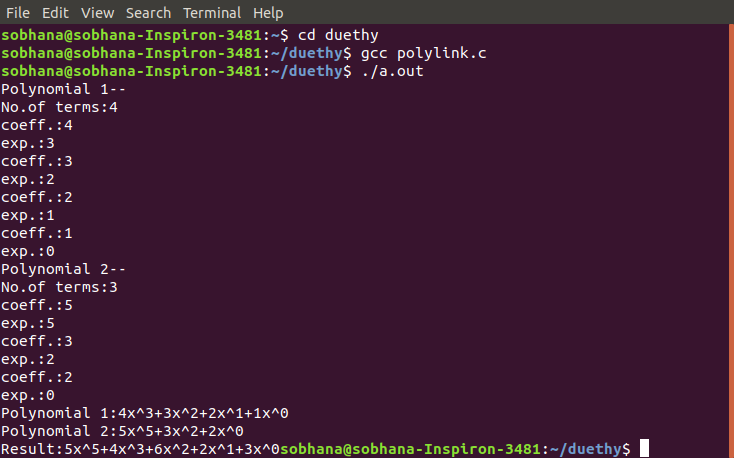 File Edit View Search Terminal Help
sobhana@sobhana-Inspiron-3481:~$ cd duethy
sobhana@sobhana-Inspiron-3481:~/duethy$ gcc polylink.c
sobhana@sobhana-Inspiron-3481:~/duethy$ ./a.out
Polynomial 1--
No.of terms:4
coeff.:4
exp.:3
coeff.:3
exp.:2
coeff.:2
exp.:1
coeff.:1
exp.:0
Polynomial 2--
No.of terms:3
coeff.:5
exp.:5
coeff.:3
exp.:2
coeff.:2
exp.:0
Polynomial 1:4x^3+3x^2+2x^1+1x^0
Polynomial 2:5x^5+3x^2+2x^0
Result:5x^5+4x^3+6x^2+2x^1+3x^0sobhana@sobhana-Inspiron-3481:~/duethy$